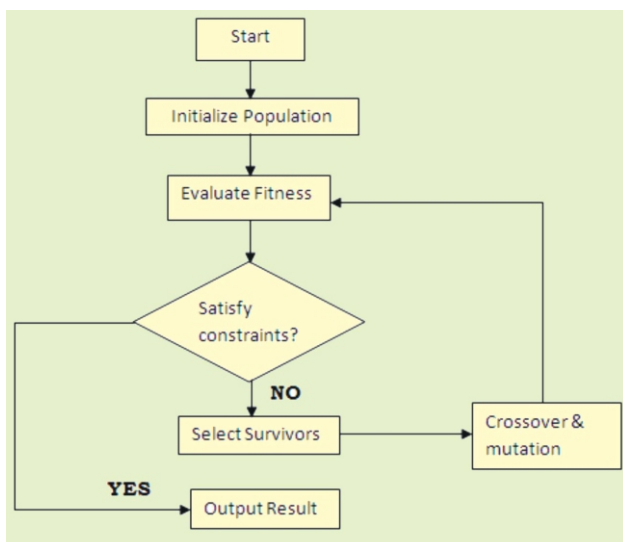 Start
Initialize Population
Evaluate Fitness
Satisfy
constraints?
NO
Select Survivors
Crossover &
mutation
YES
Output Result